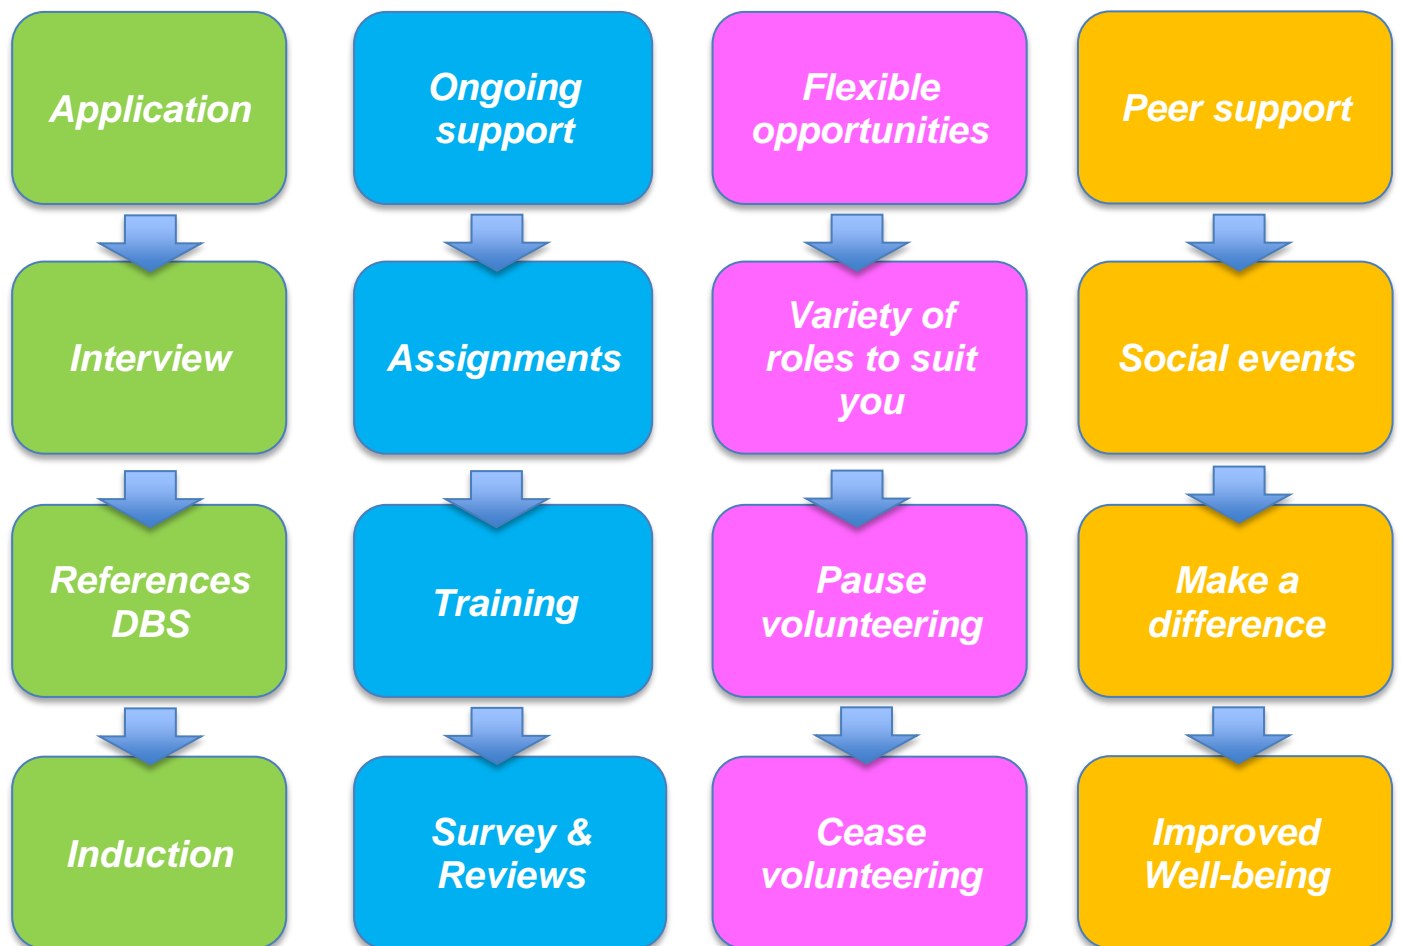 Application
Interview
References
DBS
Induction
Ongoing
support
Assignments
Training
Survey &
Reviews
Flexible
opportunities
Variety of
roles to suit
you
Pause
volunteering
Cease
volunteering
Peer support
Social events
Make a
difference
Improved
Well-being